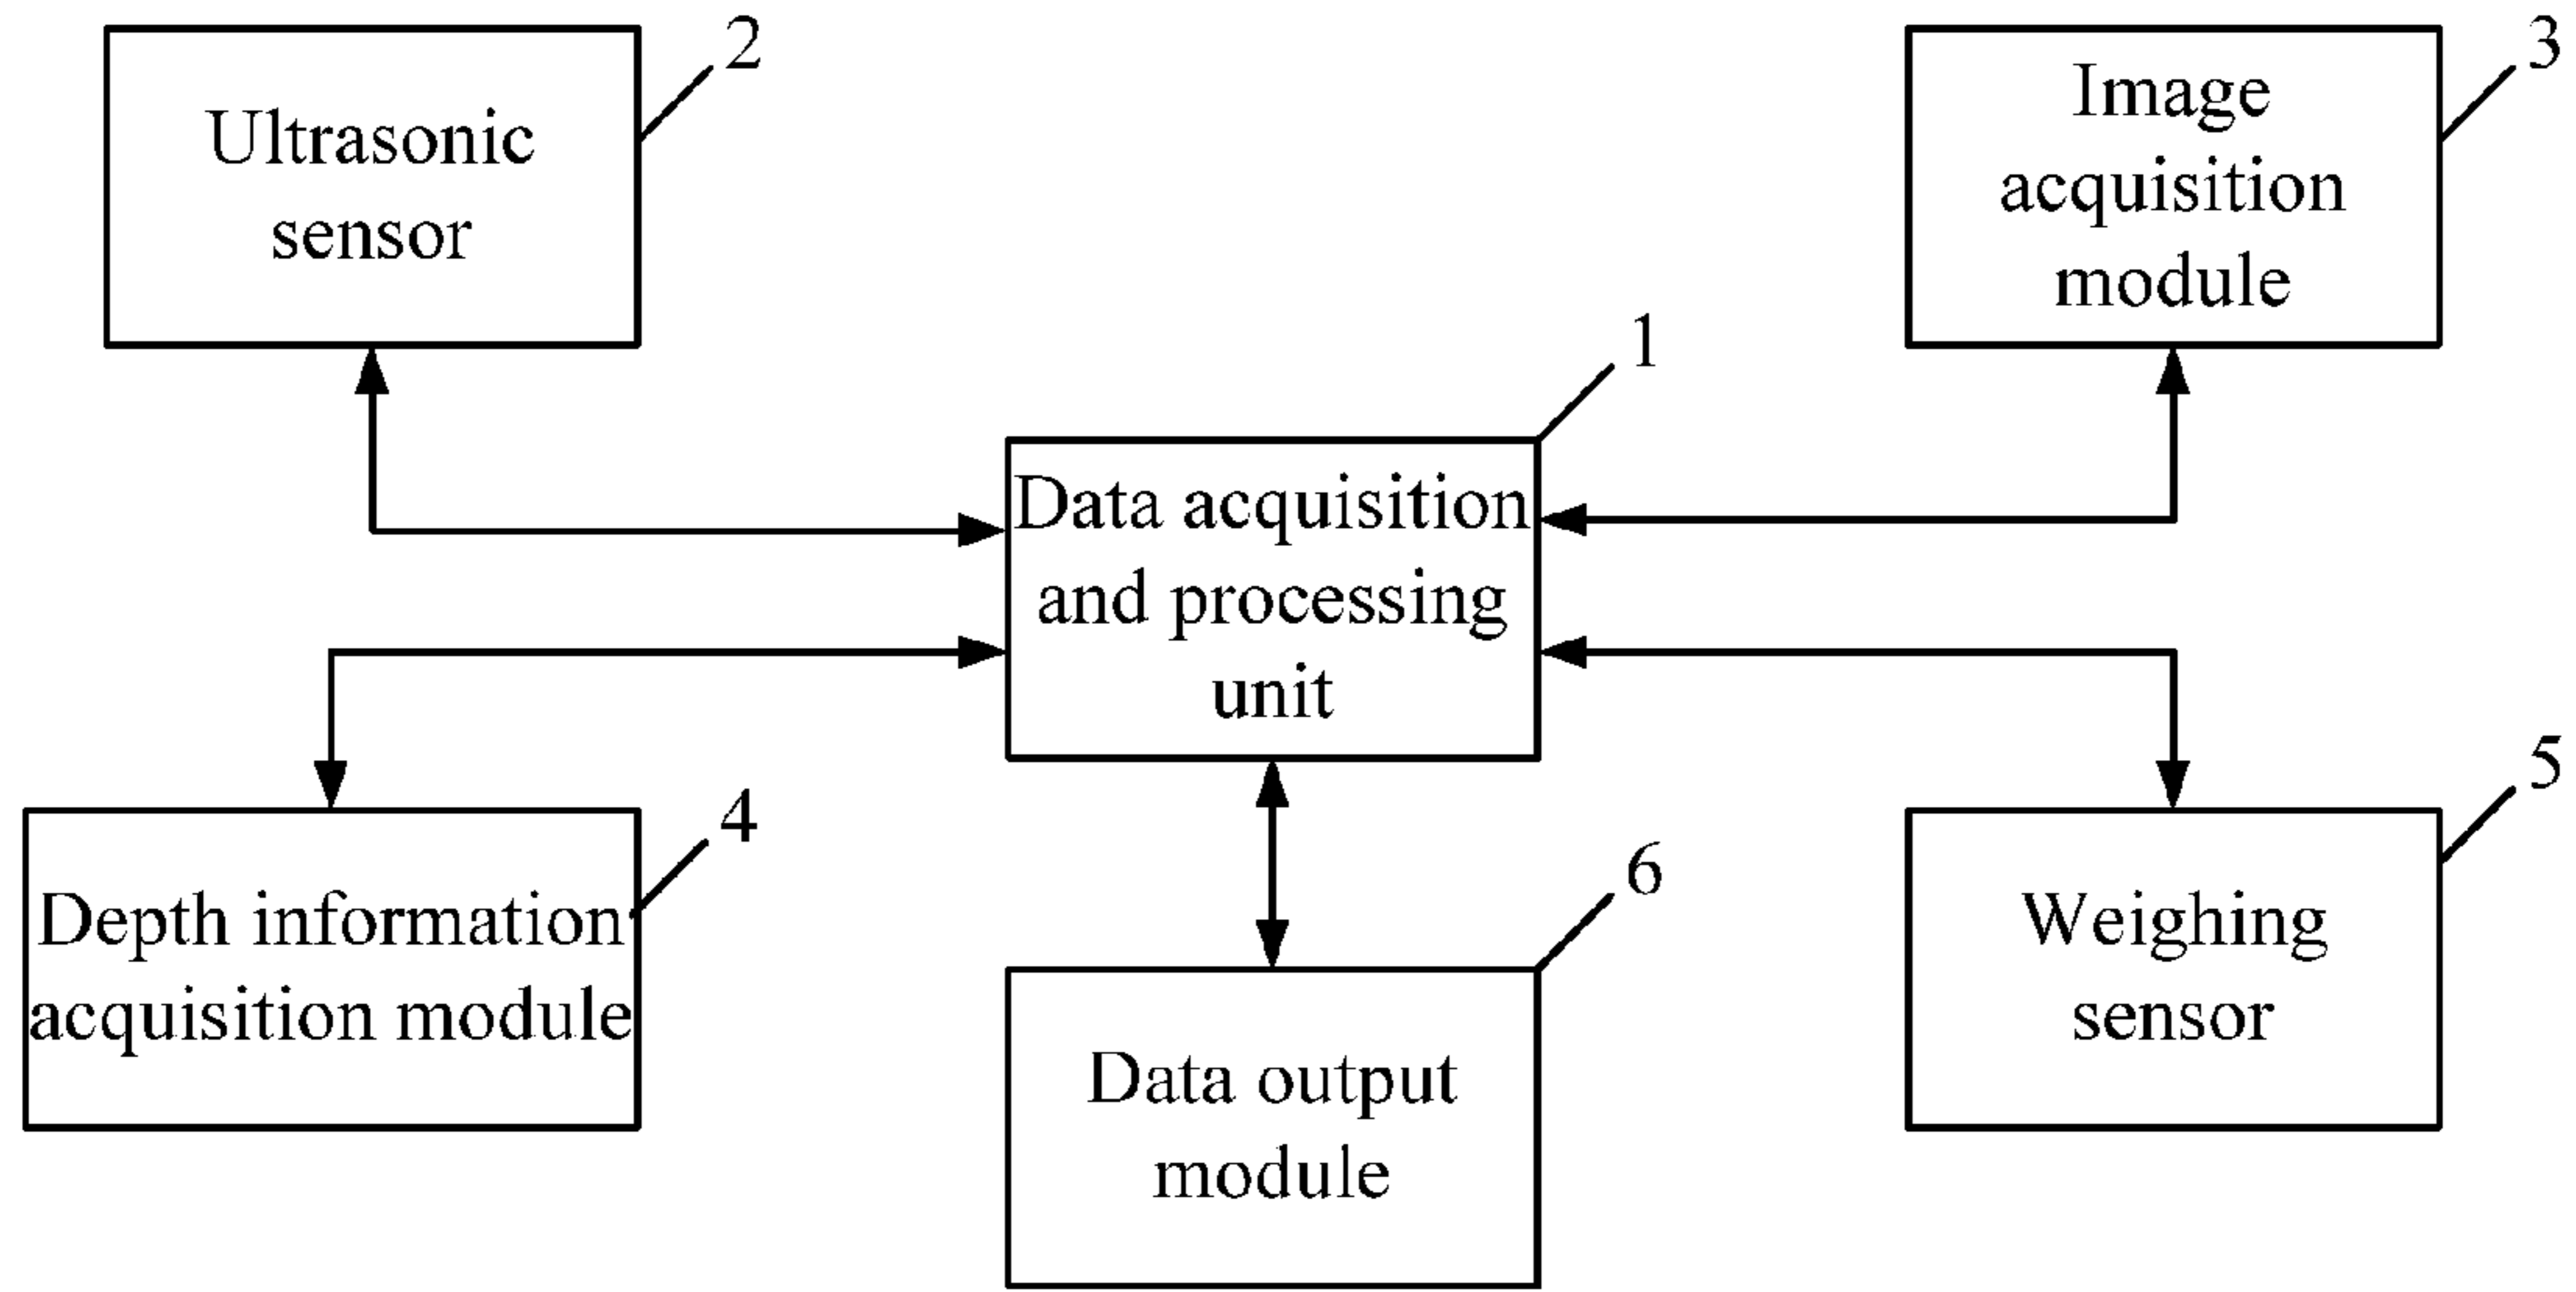 2
Ultrasonic
sensor
3
Image
acquisition
module
1
Data acquisition
and processing
unit
4
Depth information
acquisition module
5
Weighing
sensor
6
Data output
module